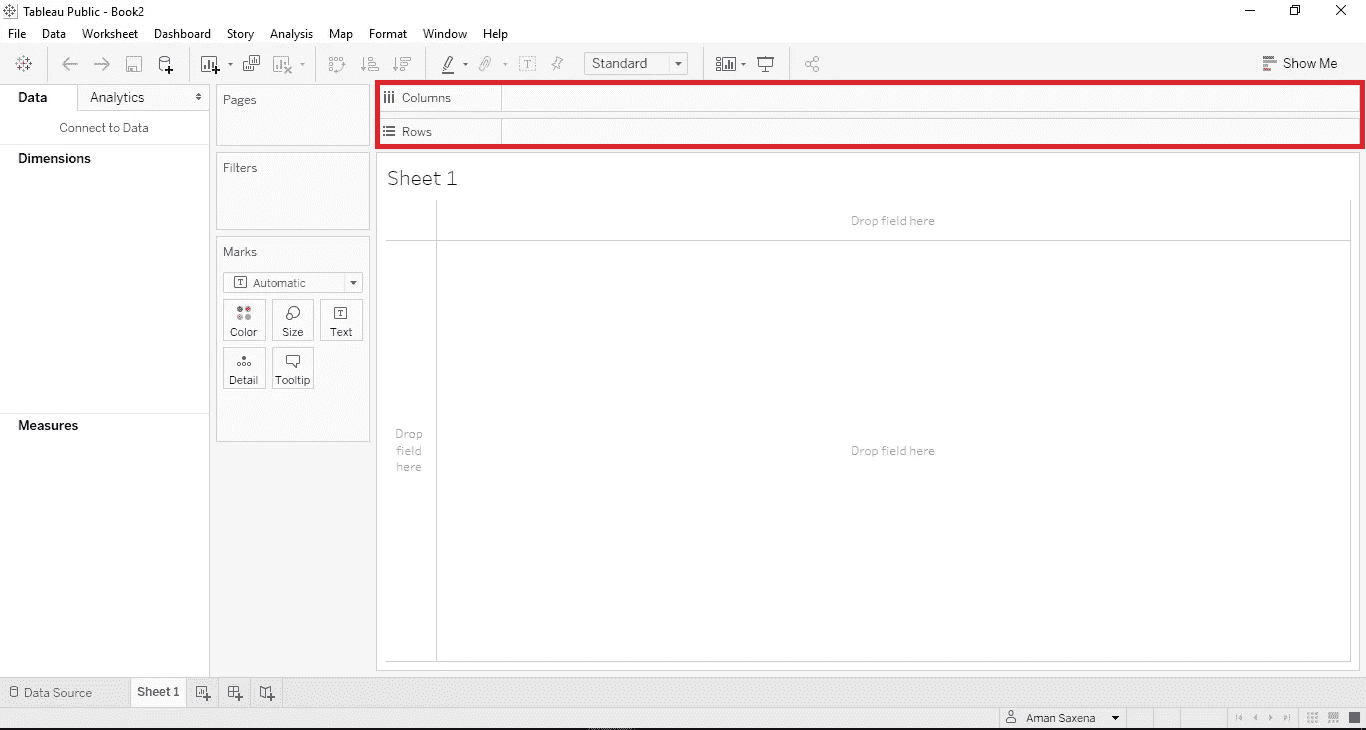 Tableau Public - Book2
File Data Worksheet Dashboard Story Analysis Map Format Window Help
Standard
Show Me
Data Analytics
Connect to Data
Dimensions
Measures
Pages
Filters
Marks
T Automatic
Color Size Text
Detail Tooltip
Columns
Rows
Sheet 1
Drop field here
Drop
field
here
Drop field here
Data Source Sheet 1
Aman Saxena